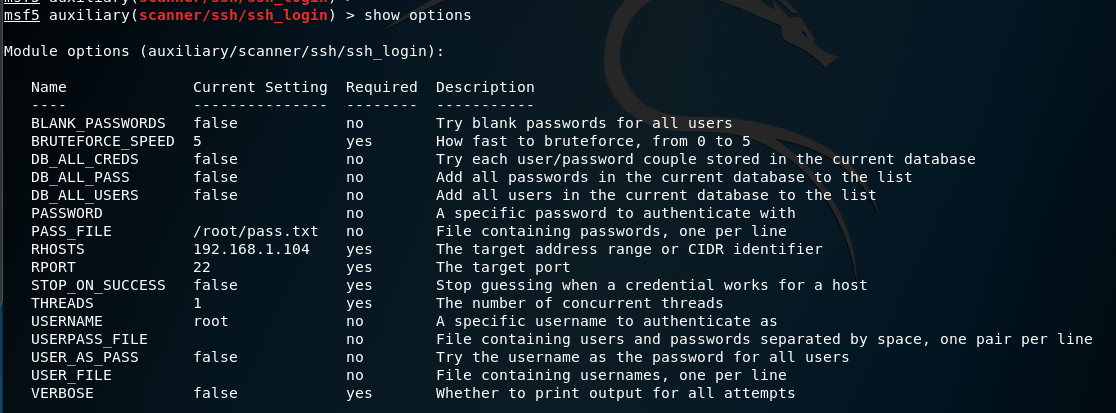 msf5 auxiliary(scanner/ssh/ssh_login) >
msf5 auxiliary(scanner/ssh/ssh_login) > show options
Module options (auxiliary/scanner/ssh/ssh_login):
Name Current Setting Required Description
---- --------------- -------- -----------
BLANK_PASSWORDS false no Try blank passwords for all users
BRUTEFORCE_SPEED 5 yes How fast to bruteforce, from 0 to 5
DB_ALL_CREDS false no Try each user/password couple stored in the current database
DB_ALL_PASS false no Add all passwords in the current database to the list
DB_ALL_USERS false no Add all users in the current database to the list
PASSWORD no A specific password to authenticate with
PASS_FILE /root/pass.txt no File containing passwords, one per line
RHOSTS 192.168.1.104 yes The target address range or CIDR identifier
RPORT 22 yes The target port
STOP_ON_SUCCESS false yes Stop guessing when a credential works for a host
THREADS 1 yes The number of concurrent threads
USERNAME root no A specific username to authenticate as
USERPASS_FILE no File containing users and passwords separated by space, one pair per line
USER_AS_PASS false no Try the username as the password for all users
USER_FILE no File containing usernames, one per line
VERBOSE false yes Whether to print output for all attempts